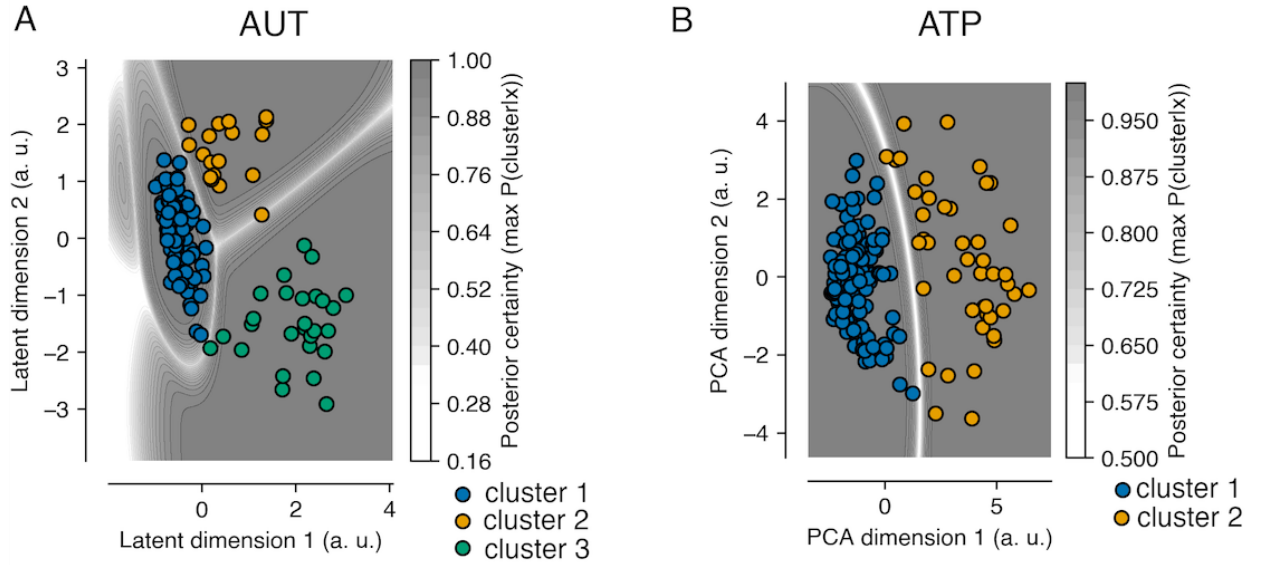 A
AUT
3
2
1
0
−1
−2
−3
Latent dimension 2 (a. u.)
0
2
4
Latent dimension 1 (a. u.)
1.00
0.88
0.76
0.64
0.52
0.40
0.28
0.16
Posterior certainty (max P(cluster|x))
cluster 1
cluster 2
cluster 3
B
ATP
4
2
0
−2
−4
PCA dimension 2 (a. u.)
0
5
PCA dimension 1 (a. u.)
0.950
0.875
0.800
0.725
0.650
0.575
0.500
Posterior certainty (max P(cluster|x))
cluster 1
cluster 2